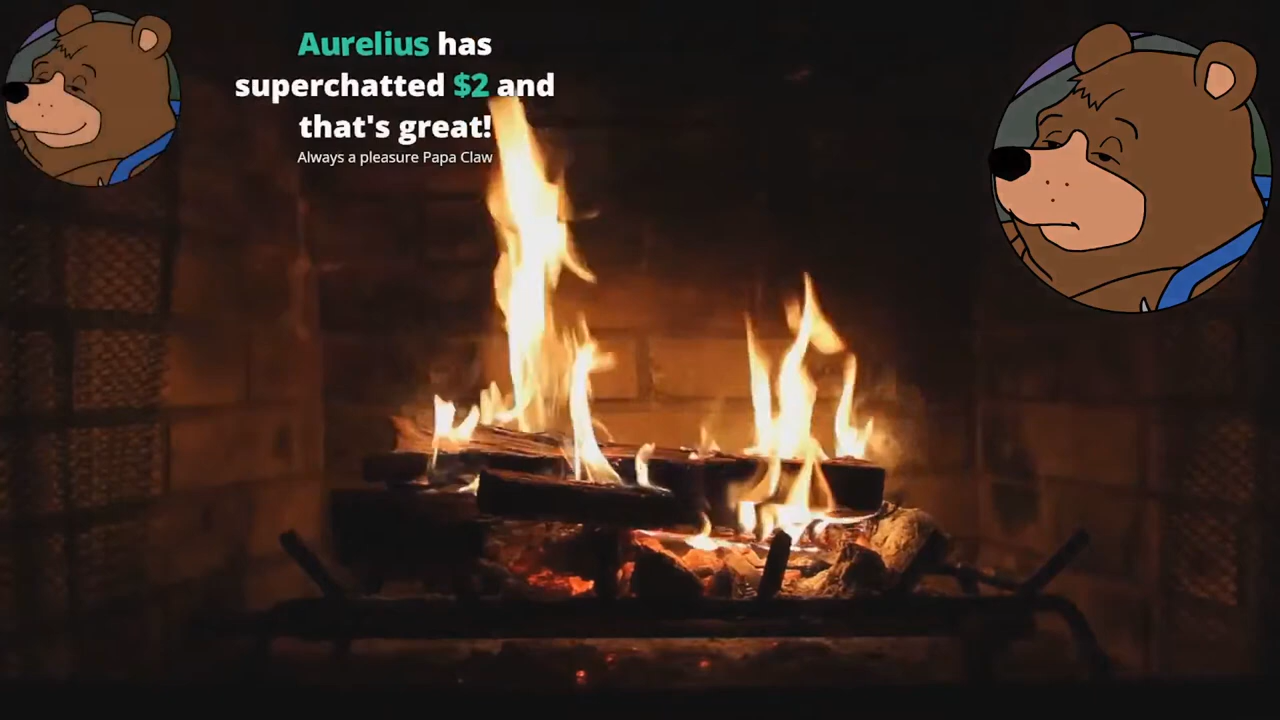 Aurelius has
superchatted $2 and
that's great!
Always a pleasure Papa Claw